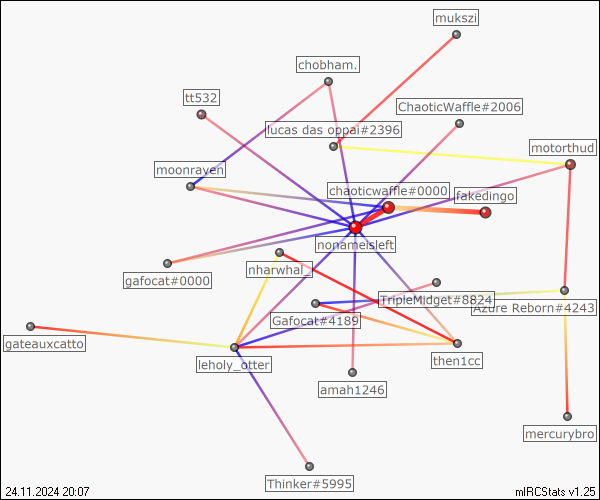 mukszi
chobham.
tt532
ChaoticWaffle#2006
lucas das oppai#2396
motorthud
moonraven
chaoticwaffle#0000
fakedingo
nonameisleft
nharwhal_
gafocat#0000
TripleMidget#8824
Azure Reborn#4243
Gafocat#4189
gateauxcatto
leholy_otter
then1cc
amah1246
mercurybro
Thinker#5995
24.11.2024 20:07
mIRCStats v1.25